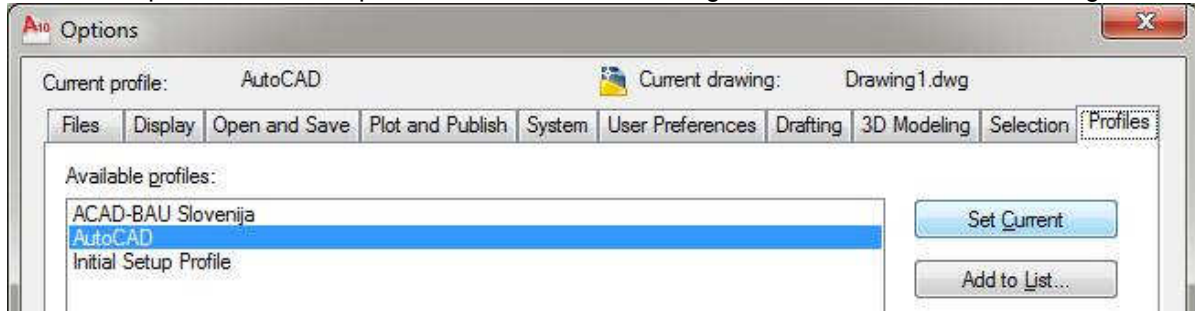 A10 Options
Current profile: AutoCAD Current drawing: Drawing1.dwg
Files Display Open and Save Plot and Publish System User Preferences Drafting 3D Modeling Selection Profiles
Available profiles:
ACAD-BAU Slovenija
Set Current
AutoCAD
Initial Setup Profile
Add to List...